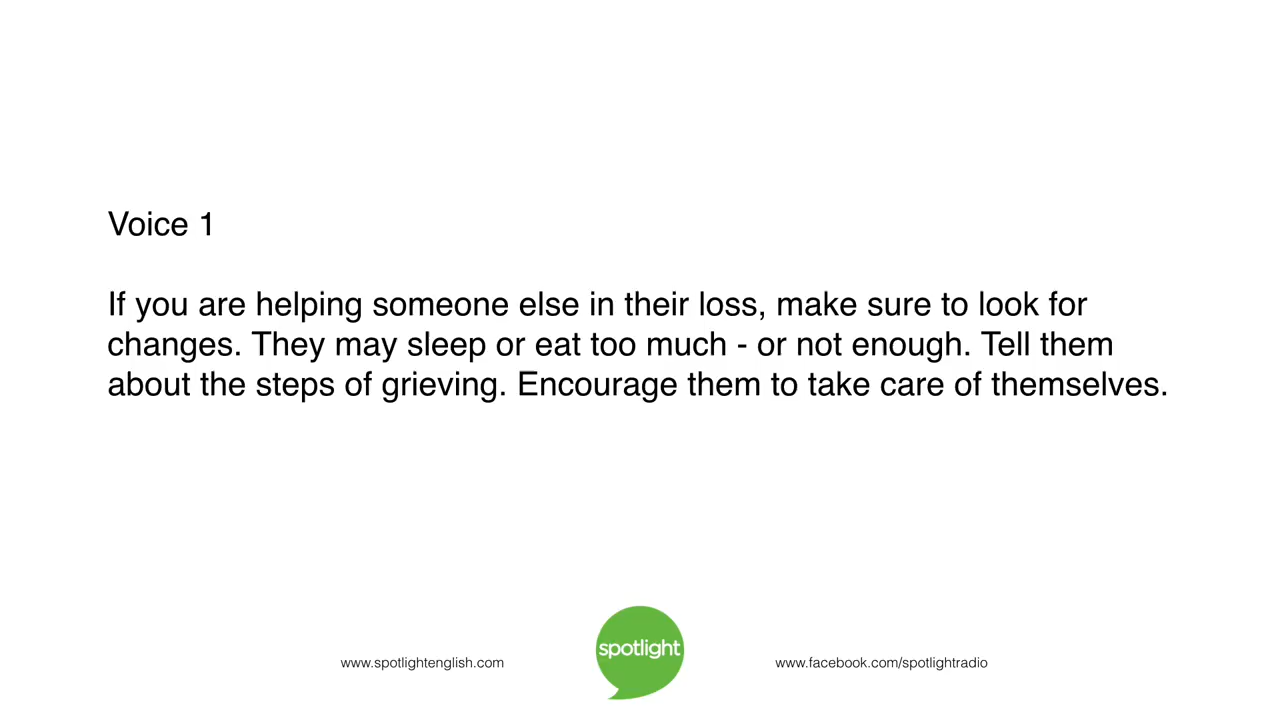 Voice 1
If you are helping someone else in their loss, make sure to look for
changes. They may sleep or eat too much - or not enough. Tell them
about the steps of grieving. Encourage them to take care of themselves.
www.spotlightenglish.com
spotlight
www.facebook.com/spotlightradio